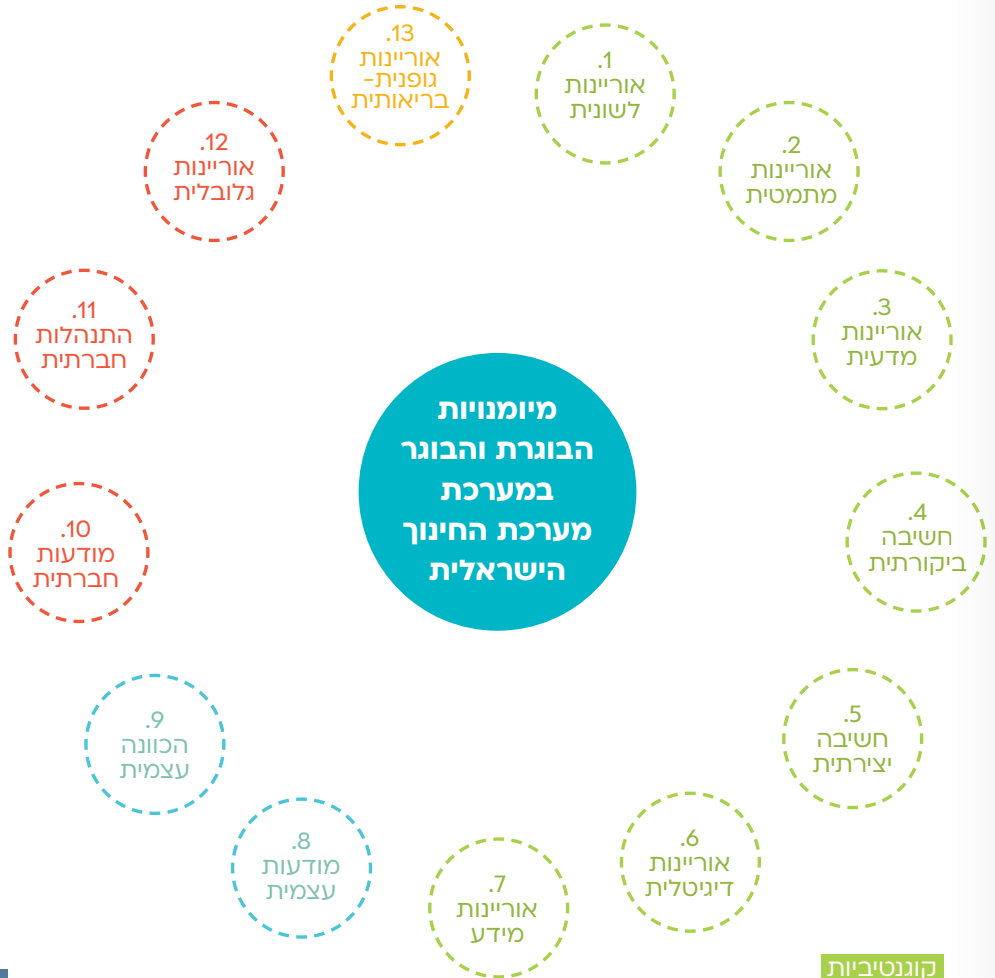 מיומנויות
הבוגרת והבוגר
במערכת
מערכת החינוך
הישראלית
1.
אוריינות
לשונית
2.
אוריינות
מתמטית
3.
אוריינות
מדעית
4.
חשיבה
ביקורתית
5.
חשיבה
יצירתית
6.
אוריינות
דיגיטלית
7.
אוריינות
מידע
8.
מודעות
עצמית
9.
הכוונה
עצמית
10.
מודעות
חברתית
11.
התנהלות
חברתית
12.
אוריינות
גלובלית
13.
אוריינות
גופנית-
בריאותית
קוגנטיביות